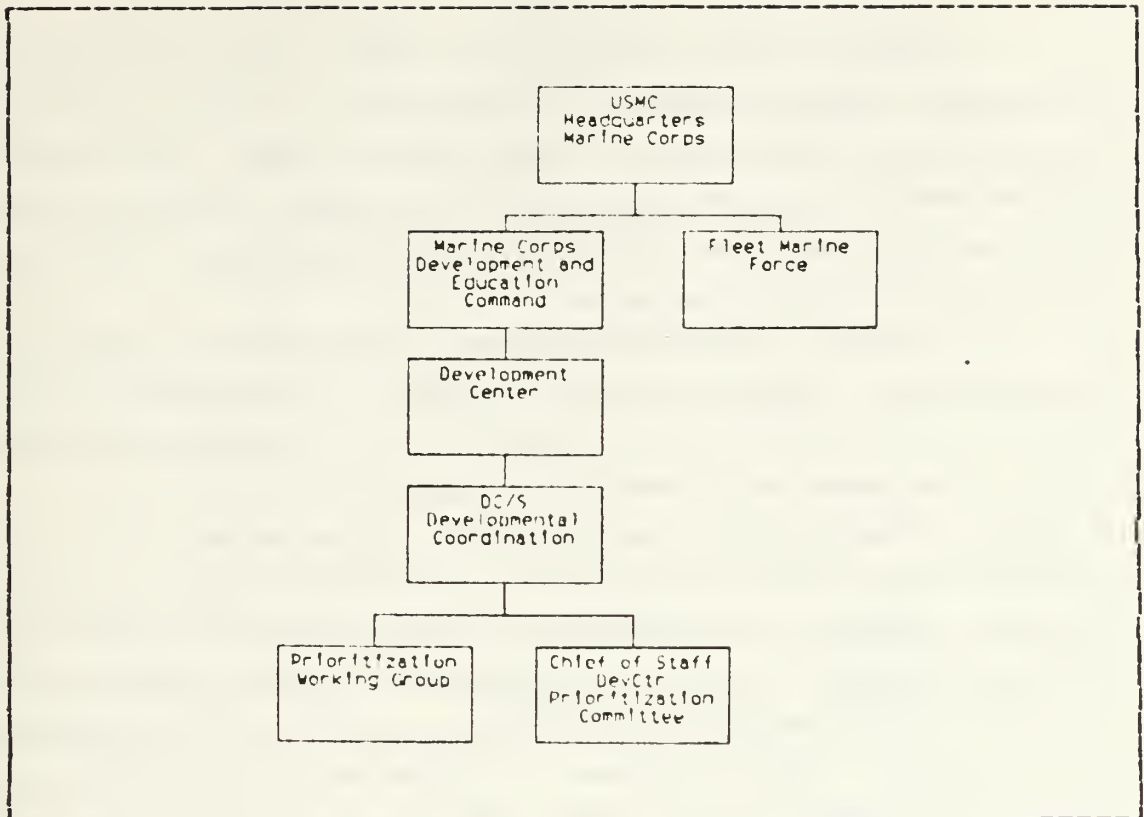 USMC
Headquarters
Marine Corps
Marine Corps
Development and
Education
Command
Fleet Marine
Force
Development
Center
DC/S
Developmental
Coordination
Prioritization
Working Group
Chief of Staff
DevCtr
Prioritization
Committee